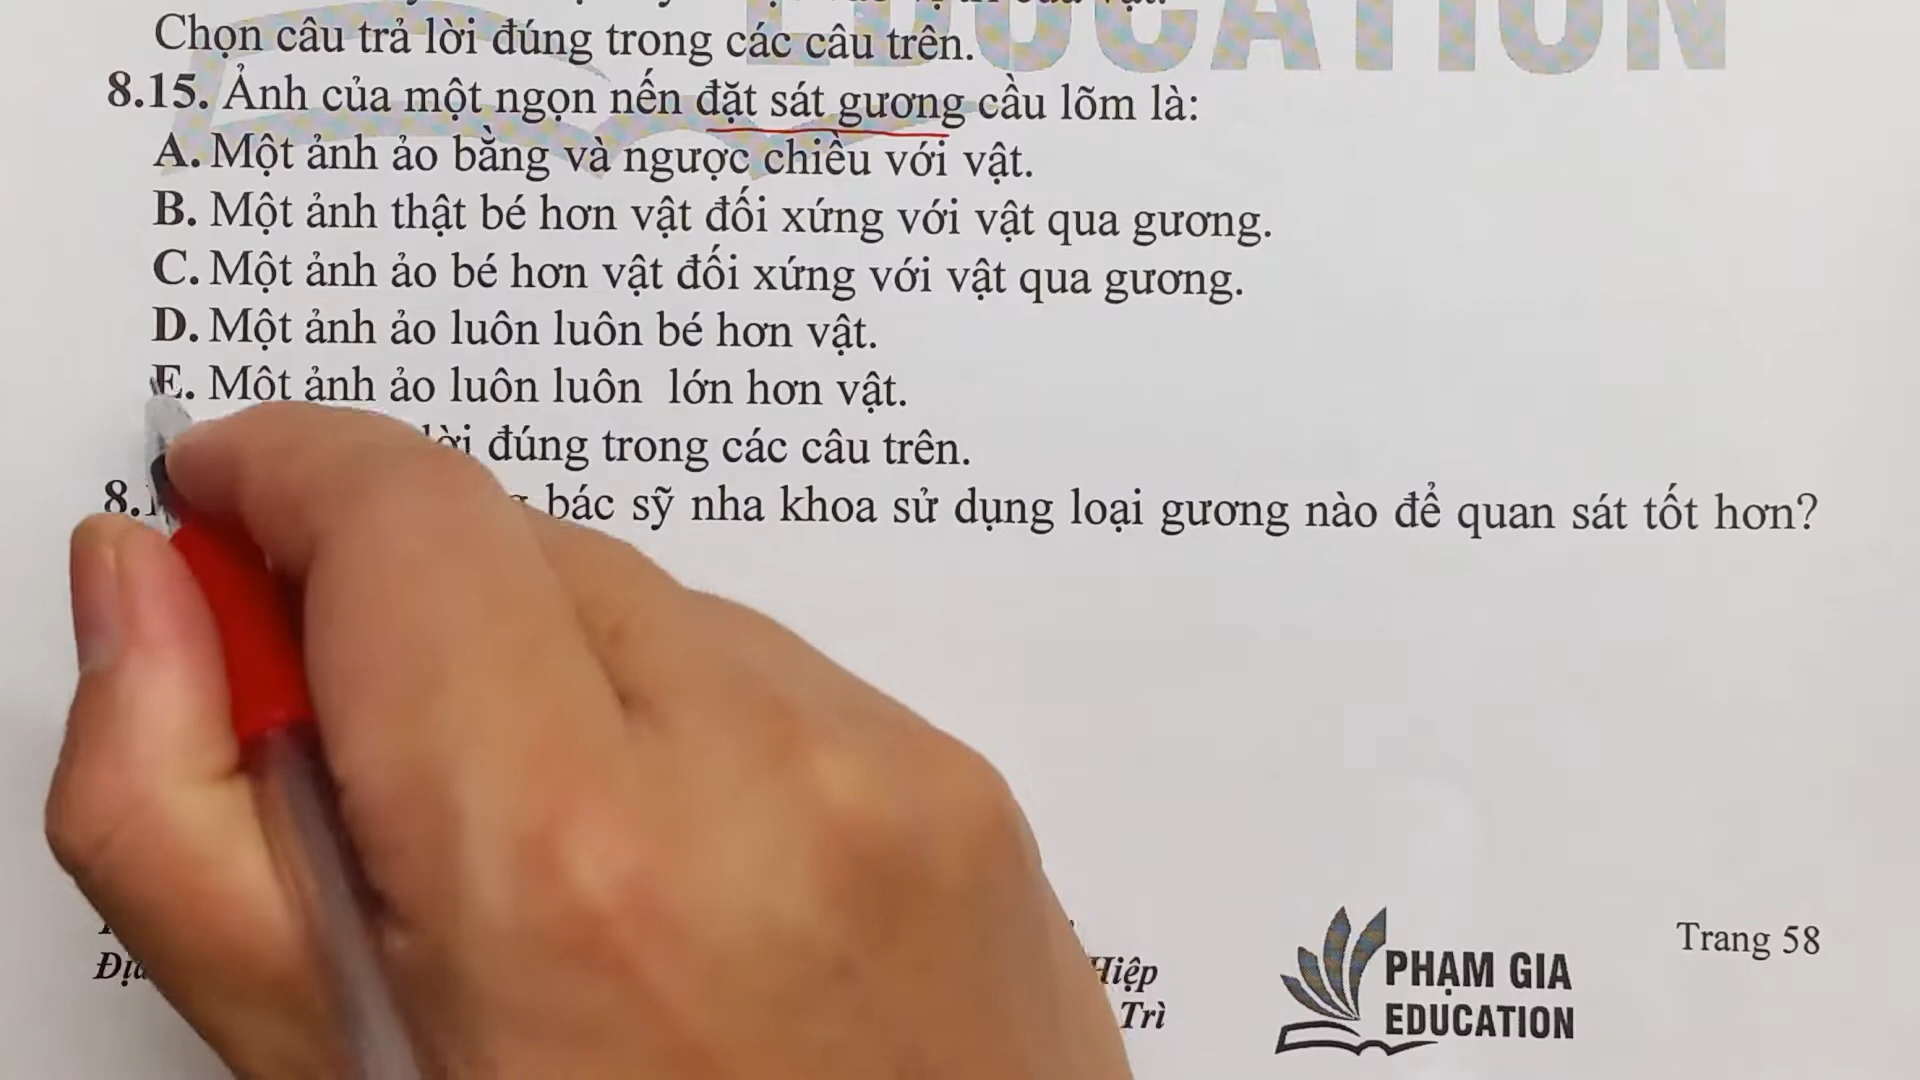 EDUCATION
Chọn câu trả lời đúng trong các câu trên.
8.15. Ảnh của một ngọn nến đặt sát gương cầu lõm là:
A. Một ảnh ảo bằng và ngược chiều với vật.
B. Một ảnh thật bé hơn vật đối xứng với vật qua gương.
C. Một ảnh ảo bé hơn vật đối xứng với vật qua gương.
D. Một ảnh ảo luôn luôn bé hơn vật.
E. Một ảnh ảo luôn luôn lớn hơn vật.
đúng trong các câu trên.
bác sỹ nha khoa sử dụng loại gương nào để quan sát tốt hơn?
Trang 58
Hiệp
Trì
PHẠM GIA
EDUCATION